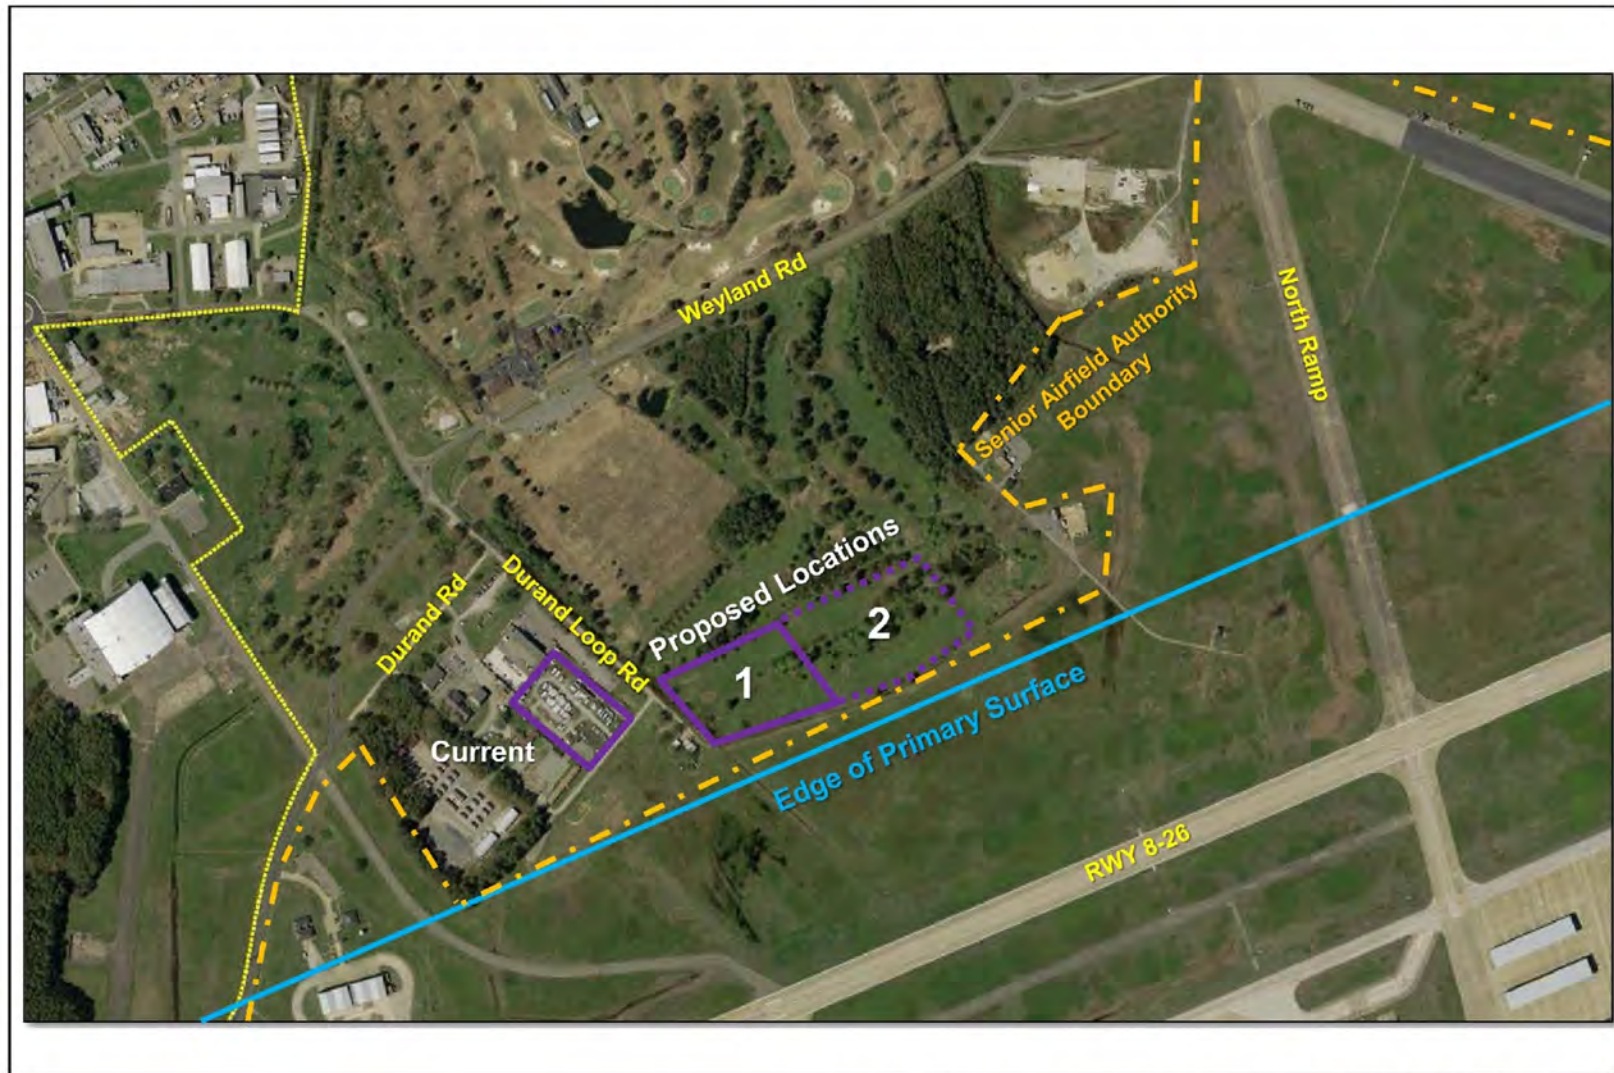 Weyland Rd
North Ramp
Senior Airfield Authority
Boundary
Proposed Locations
Durand Rd
Durand Loop Rd
1
2
Current
Edge of Primary Surface
RWY 8-26